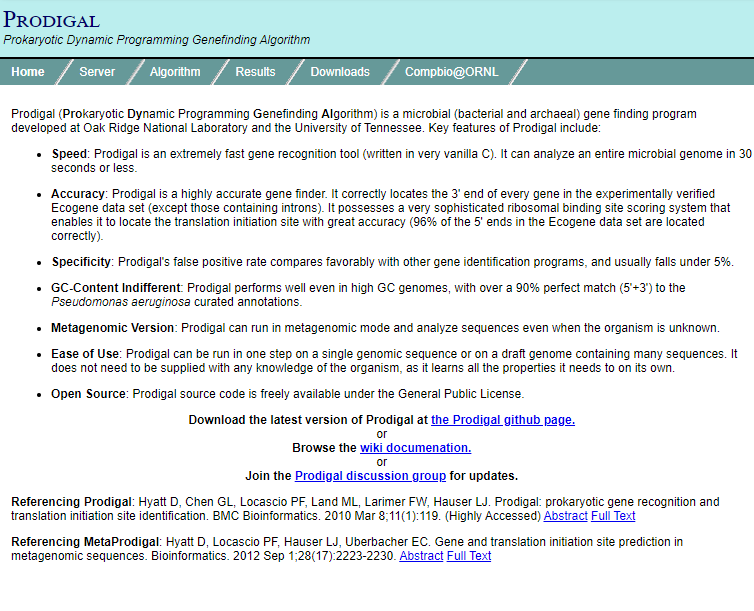 PRODIGAL
Prokaryotic Dynamic Programming Genefinding Algorithm
Home Server Algorithm Results Downloads Compbio@ORNL
Prodigal (Prokaryotic Dynamic Programming Genefinding Algorithm) is a microbial (bacterial and archaeal) gene finding program
developed at Oak Ridge National Laboratory and the University of Tennessee. Key features of Prodigal include:
• Speed: Prodigal is an extremely fast gene recognition tool (written in very vanilla C). It can analyze an entire microbial genome in 30
seconds or less.
• Accuracy: Prodigal is a highly accurate gene finder. It correctly locates the 3' end of every gene in the experimentally verified
Ecogene data set (except those containing introns). It possesses a very sophisticated ribosomal binding site scoring system that
enables it to locate the translation initiation site with great accuracy (96% of the 5' ends in the Ecogene data set are located
correctly).
• Specificity: Prodigal's false positive rate compares favorably with other gene identification programs, and usually falls under 5%.
• GC-Content Indifferent: Prodigal performs well even in high GC genomes, with over a 90% perfect match (5'+3') to the
Pseudomonas aeruginosa curated annotations.
• Metagenomic Version: Prodigal can run in metagenomic mode and analyze sequences even when the organism is unknown.
• Ease of Use: Prodigal can be run in one step on a single genomic sequence or on a draft genome containing many sequences. It
does not need to be supplied with any knowledge of the organism, as it learns all the properties it needs to on its own.
• Open Source: Prodigal source code is freely available under the General Public License.
Download the latest version of Prodigal at the Prodigal github page.
or
Browse the wiki documenation.
or
Join the Prodigal discussion group for updates.
Referencing Prodigal: Hyatt D, Chen GL, Locascio PF, Land ML, Larimer FW, Hauser LJ. Prodigal: prokaryotic gene recognition and
translation initiation site identification. BMC Bioinformatics. 2010 Mar 8;11(1):119. (Highly Accessed) Abstract Full Text
Referencing MetaProdigal: Hyatt D, Locascio PF, Hauser LJ, Uberbacher EC. Gene and translation initiation site prediction in
metagenomic sequences. Bioinformatics. 2012 Sep 1;28(17):2223-2230. Abstract Full Text